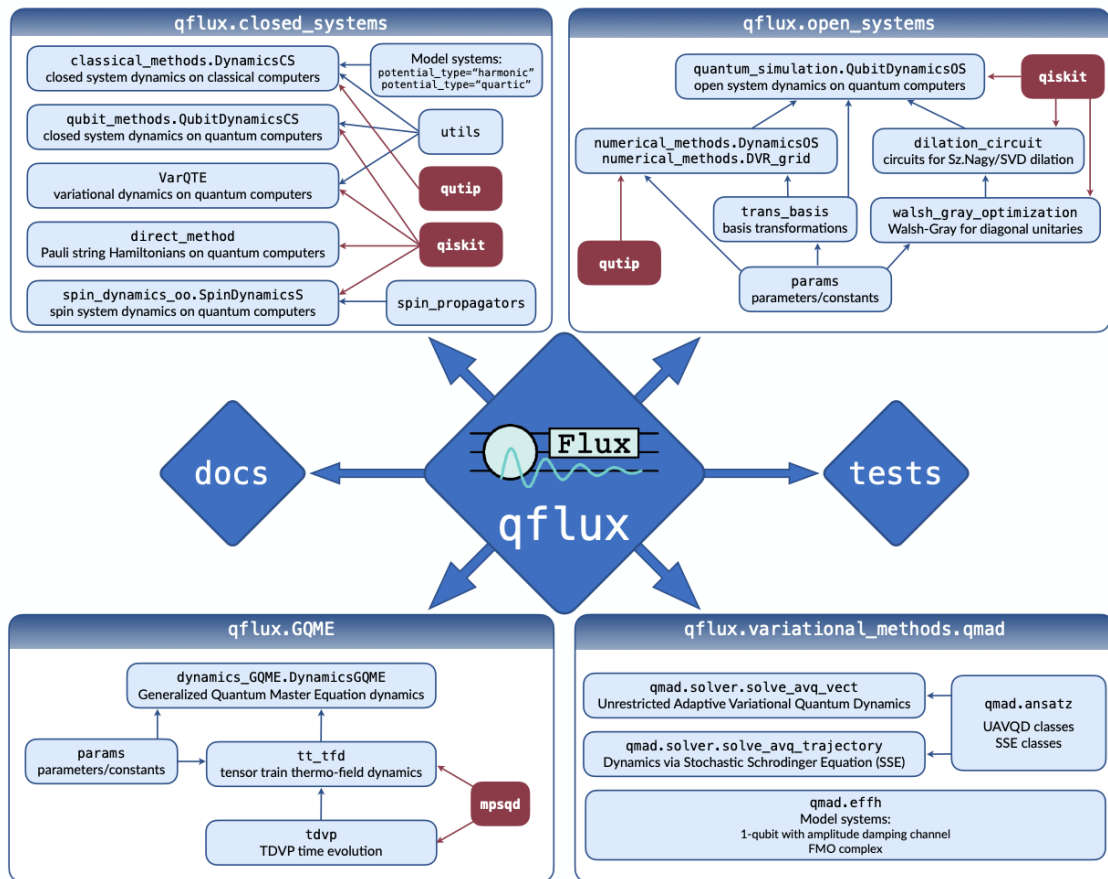 qflux.closed_systems
classical_methods.DynamicsCS
closed system dynamics on classical computers
Model systems:
potential_type=“harmonic”
potential_type=“quartic”
qubit_methods.QubitDynamicsCS
closed system dynamics on quantum computers
utils
VarQTE
variational dynamics on quantum computers
qutip
direct_method
Pauli string Hamiltonians on quantum computers
qiskit
spin_dynamics_oo.SpinDynamicsS
spin system dynamics on quantum computers
spin_propagators
qflux.open_systems
quantum_simulation.QubitDynamicsOS
open system dynamics on quantum computers
qiskit
numerical_methods.DynamicsOS
numerical_methods.DVR_grid
dilation_circuit
circuits for Sz.Nagy/SVD dilation
trans_basis
basis transformations
walsh_gray_optimization
Walsh-Gray for diagonal unitaries
qutip
params
parameters/constants
docs
Flux
qflux
tests
qflux.GQME
dynamics_GQME.DynamicsGQME
Generalized Quantum Master Equation dynamics
params
parameters/constants
tt_tfd
tensor train thermo-field dynamics
mpsqd
tdvp
TDVP time evolution
qflux.variational_methods.qmad
qmad.solver.solve_avq_vect
Unrestricted Adaptive Variational Quantum Dynamics
qmad.ansatz
UAVQD classes
SSE classes
qmad.solver.solve_avq_trajectory
Dynamics via Stochastic Schrodinger Equation (SSE)
qmad.effh
Model systems:
1-qubit with amplitude damping channel
FMO complex